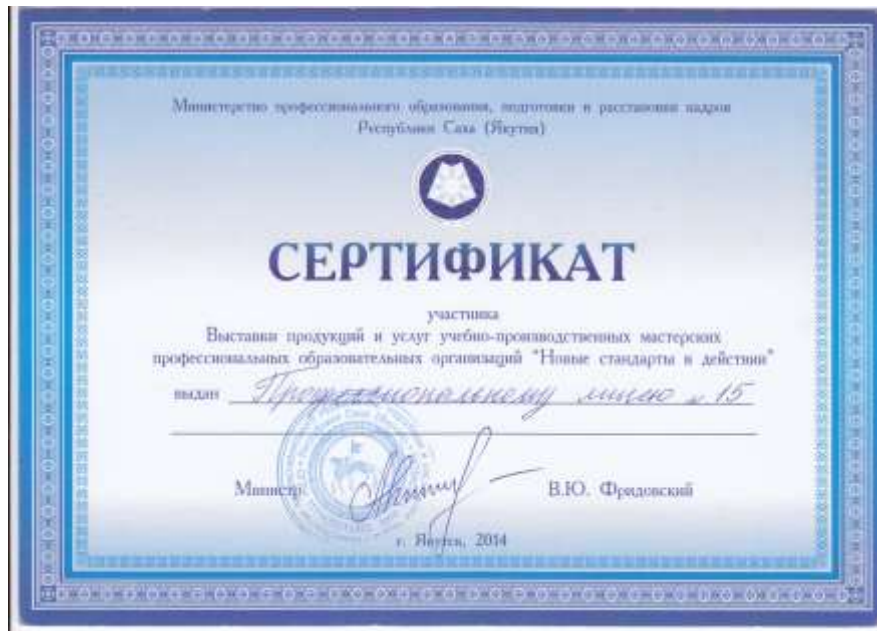 Министерство профессионального образования, подготовки и расстановки кадров
Республики Саха (Якутия)
СЕРТИФИКАТ
участника
Выставки продукций и услуг учебно-производственных мастерских
профессиональных образовательных организаций "Новые стандарты в действии"
выдан Профессиональному лицею № 15
Министр В.Ю. Фридовский
г. Якутск, 2014